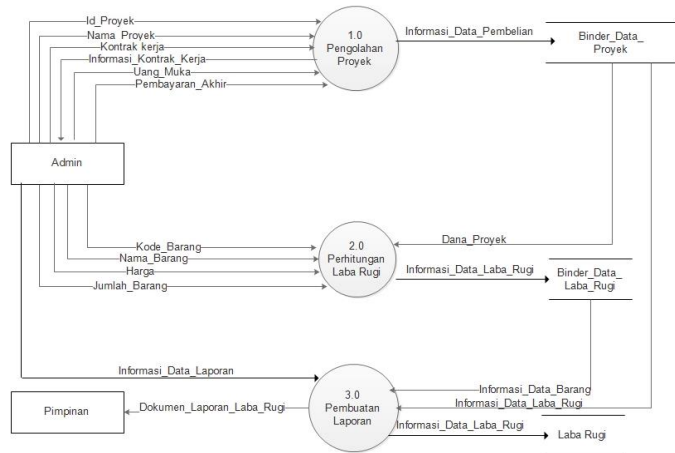 Id_Proyek
Nama_Proyek
Kontrak kerja
Informasi_Kontrak_Kerja
Uang_Muka
Pembayaran_Akhir
1.0
Pengolahan
Proyek
Informasi_Data_Pembelian
Binder_Data_
Proyek
Admin
Kode_Barang
Nama_Barang
Harga
Jumlah_Barang
2.0
Perhitungan
Laba Rugi
Dana_Proyek
Informasi_Data_Laba_Rugi
Binder_Data_
Laba_Rugi
Informasi_Data_Laporan
3.0
Pembuatan
Laporan
Informasi_Data_Barang
Informasi_Data_Laba_Rugi
Pimpinan
Dokumen_Laporan_Laba_Rugi
Informasi_Data_Laba_Rugi
Laba Rugi